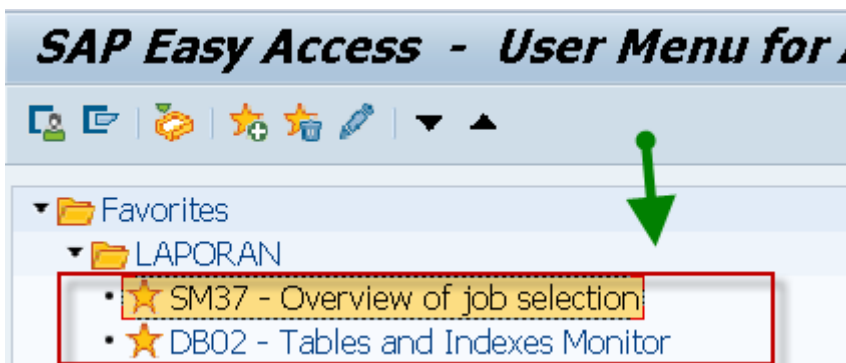 SAP Easy Access - User Menu for
Favorites
LAPORAN
SM37 - Overview of job selection
DB02 - Tables and Indexes Monitor